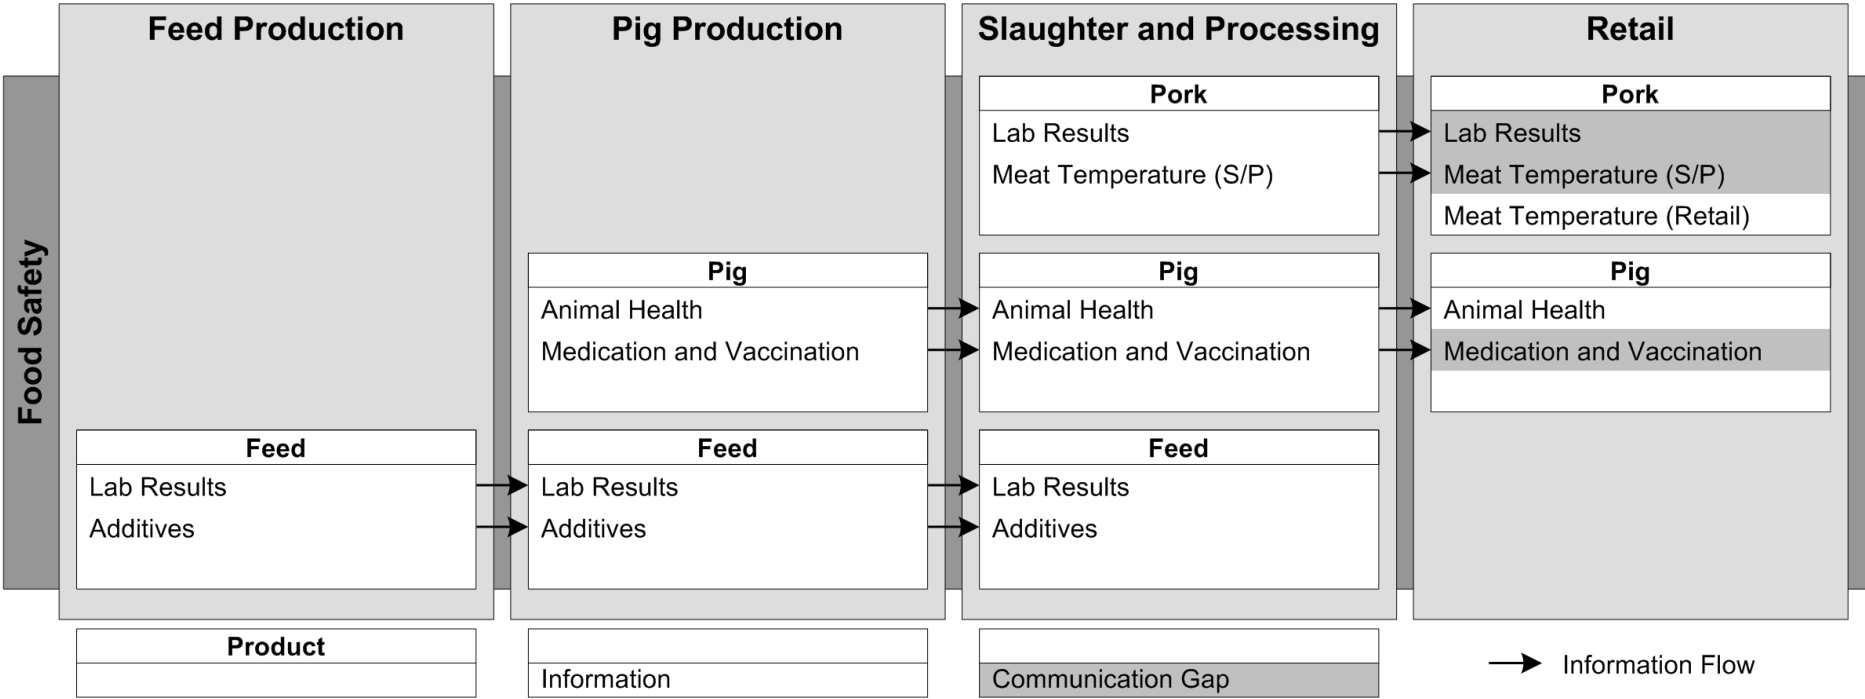 Feed Production
Pig Production
Slaughter and Processing
Retail
Food Safety
Feed
Lab Results
Additives
Pig
Animal Health
Medication and Vaccination
Feed
Lab Results
Additives
Pork
Lab Results
Meat Temperature (S/P)
Pig
Animal Health
Medication and Vaccination
Feed
Lab Results
Additives
Pork
Lab Results
Meat Temperature (S/P)
Meat Temperature (Retail)
Pig
Animal Health
Medication and Vaccination
Product
Information
Communication Gap
Information Flow